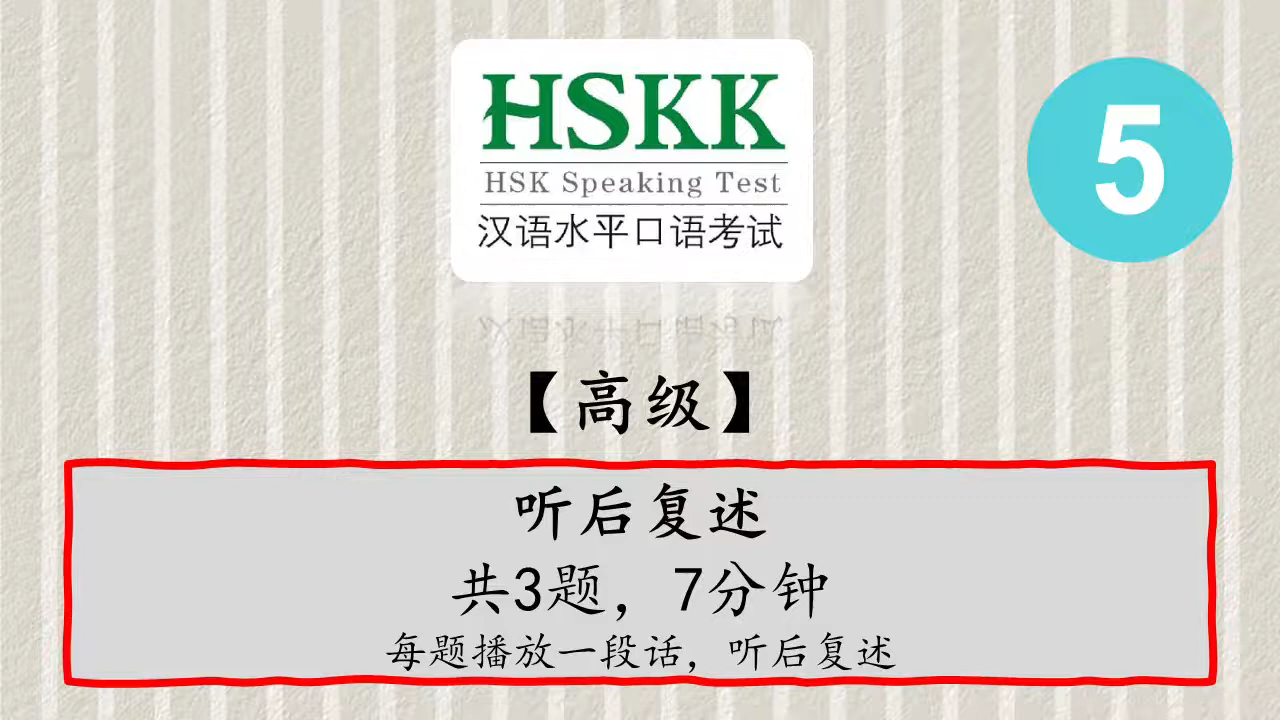 HSKK
HSK Speaking Test
汉语水平口语考试
5
【高级】
听后复述
共3题，7分钟
每题播放一段话，听后复述